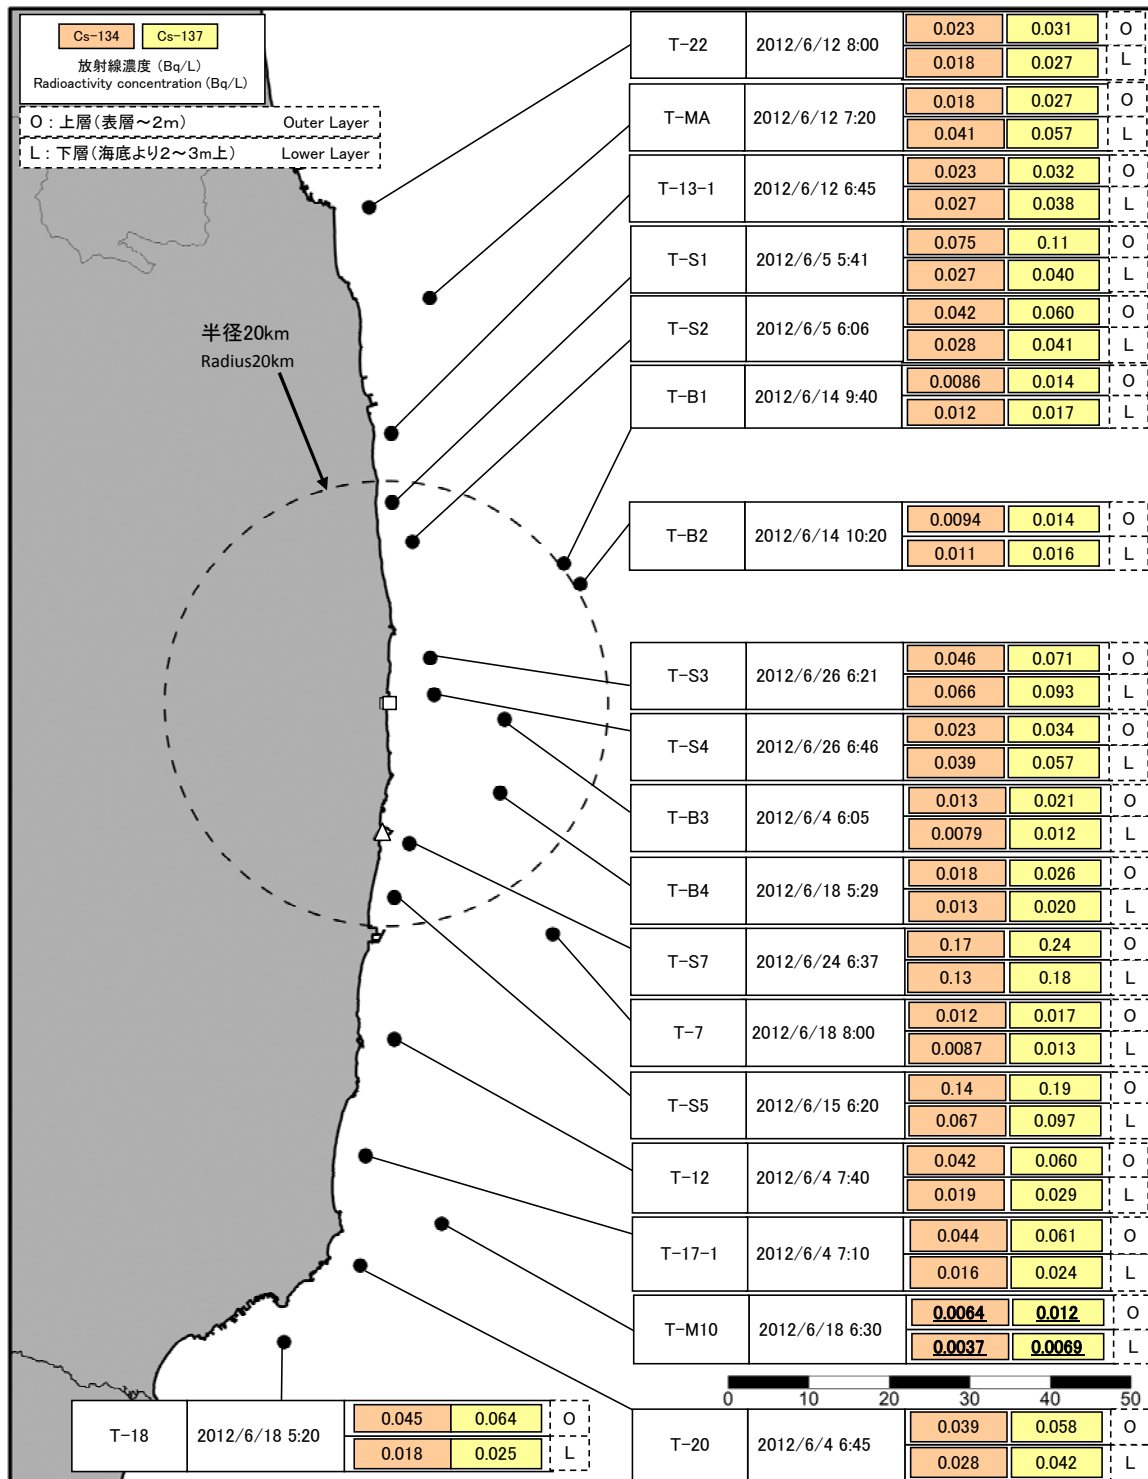 Cs-134 Cs-137
放射線濃度 (Bq/L)
Radioactivity concentration (Bq/L)
O : 上層(表層～2m) Outer Layer
L : 下層(海底より2～3m上) Lower Layer
半径20km
Radius20km
T-22 2012/6/12 8:00 0.023 0.031 O
0.018 0.027 L
T-MA 2012/6/12 7:20 0.018 0.027 O
0.041 0.057 L
T-13-1 2012/6/12 6:45 0.023 0.032 O
0.027 0.038 L
T-S1 2012/6/5 5:41 0.075 0.11 O
0.027 0.040 L
T-S2 2012/6/5 6:06 0.042 0.060 O
0.028 0.041 L
T-B1 2012/6/14 9:40 0.0086 0.014 O
0.012 0.017 L
T-B2 2012/6/14 10:20 0.0094 0.014 O
0.011 0.016 L
T-S3 2012/6/26 6:21 0.046 0.071 O
0.066 0.093 L
T-S4 2012/6/26 6:46 0.023 0.034 O
0.039 0.057 L
T-B3 2012/6/4 6:05 0.013 0.021 O
0.0079 0.012 L
T-B4 2012/6/18 5:29 0.018 0.026 O
0.013 0.020 L
T-S7 2012/6/24 6:37 0.17 0.24 O
0.13 0.18 L
T-7 2012/6/18 8:00 0.012 0.017 O
0.0087 0.013 L
T-S5 2012/6/15 6:20 0.14 0.19 O
0.067 0.097 L
T-12 2012/6/4 7:40 0.042 0.060 O
0.019 0.029 L
T-17-1 2012/6/4 7:10 0.044 0.061 O
0.016 0.024 L
T-M10 2012/6/18 6:30 0.0064 0.012 O
0.0037 0.0069 L
0 10 20 30 40 50
T-18 2012/6/18 5:20 0.045 0.064 O
0.018 0.025 L
T-20 2012/6/4 6:45 0.039 0.058 O
0.028 0.042 L